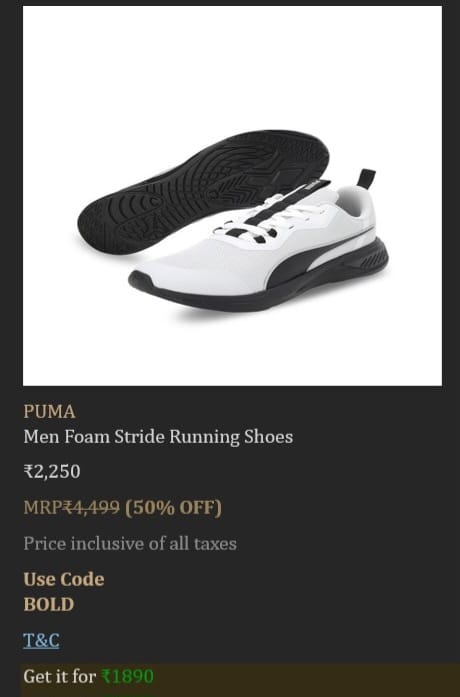 PUMA
Men Foam Stride Running Shoes
₹2,250
MRP₹4,499 (50% OFF)
Price inclusive of all taxes
Use Code
BOLD
T&C
Get it for ₹1890